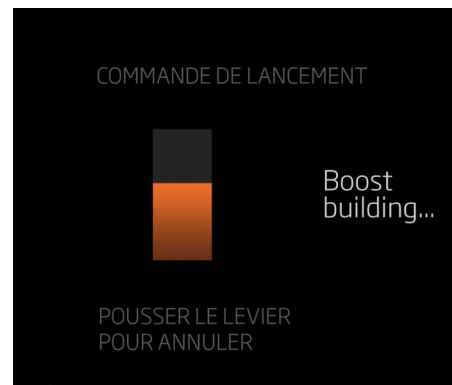 COMMANDE DE LANCEMENT
Boost
building...
POUSSER LE LEVIER
POUR ANNULER